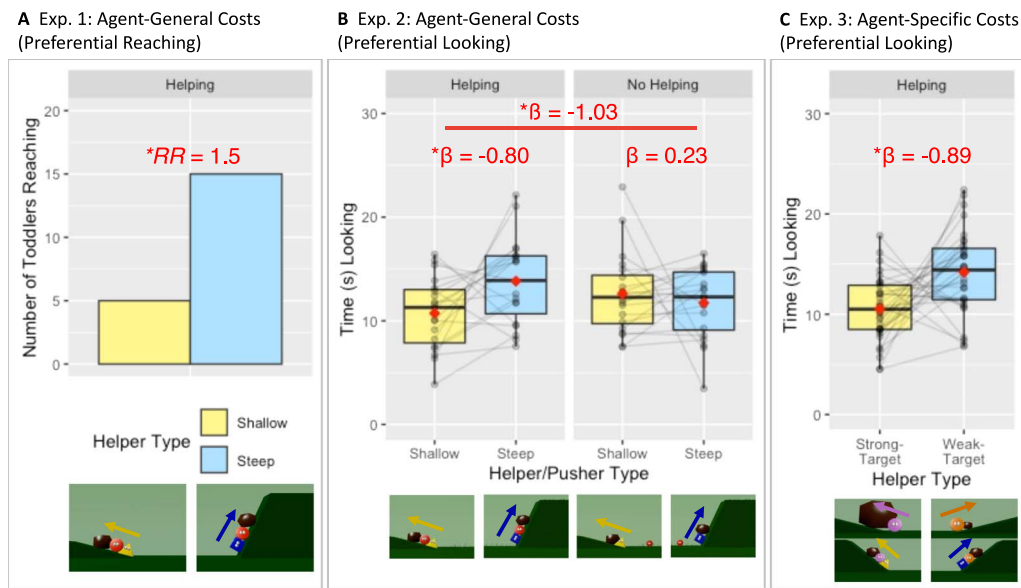 A Exp. 1: Agent-General Costs
(Preferential Reaching)
B Exp. 2: Agent-General Costs
(Preferential Looking)
C Exp. 3: Agent-Specific Costs
(Preferential Looking)
Helping
20
15
10
5
0
Number of Toddlers Reaching
*RR = 1.5
Helper Type
Shallow
Steep
Helping
No Helping
*β = -1.03
*β = -0.80
β = 0.23
30
20
10
0
Time (s) Looking
Shallow
Steep
Shallow
Steep
Helper/Pusher Type
Helping
*β = -0.89
30
20
10
0
Time (s) Looking
Strong-
Target
Weak-
Target
Helper Type